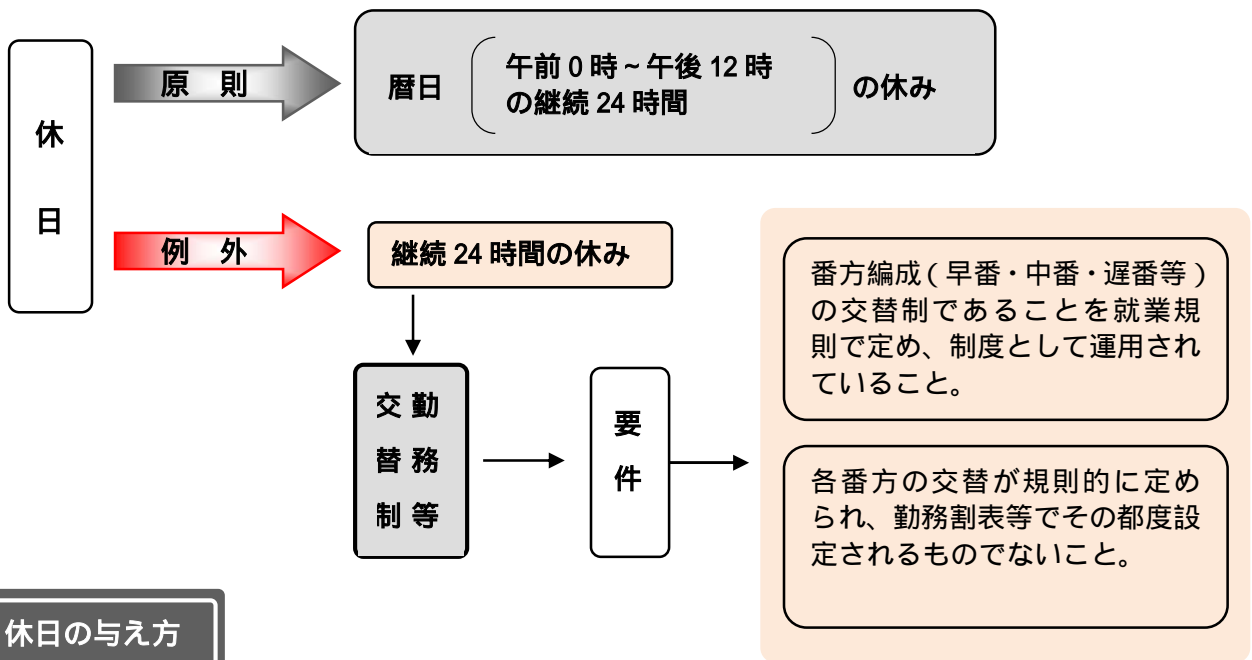 休日
原則
暦日
午前0時~午後12時
の継続24時間
の休み
例外
継続24時間の休み
交替制
勤務等
要件
番方編成(早番・中番・遅番等)
の交替制であることを就業規
則で定め、制度として運用され
ていること。
各番方の交替が規則的に定め
られ、勤務割表等でその都度設
定されるものでないこと。
休日の与え方